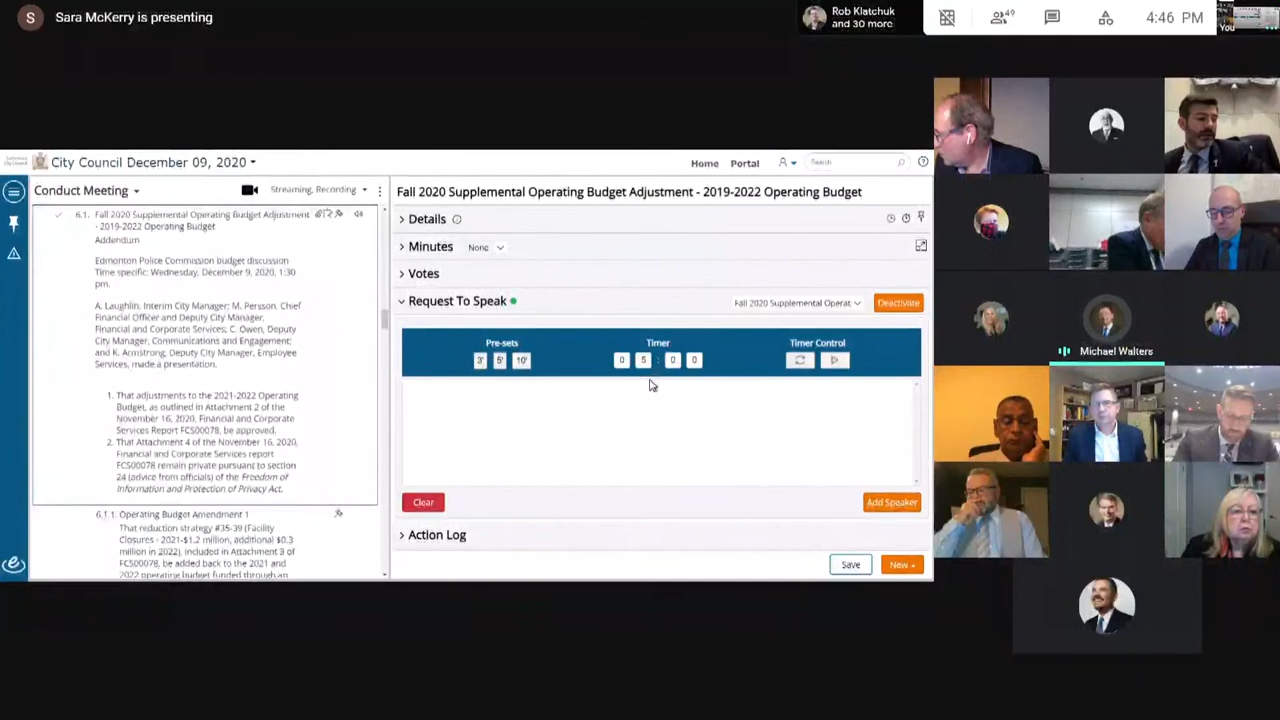 S Sara McKerry is presenting
Rob Klatchuk
and 30 more
49
4:46 PM
You
City Council December 09, 2020
Home Portal Search
Conduct Meeting
Streaming, Recording
6.1. Fall 2020 Supplemental Operating Budget Adjustment
- 2019-2022 Operating Budget
Addendum
Edmonton Police Commission budget discussion
Time specific: Wednesday, December 9, 2020, 1:30
pm.
A. Laughlin, Interim City Manager; M. Persson, Chief
Financial Officer and Deputy City Manager,
Financial and Corporate Services; C. Owen, Deputy
City Manager, Communications and Engagement;
and K. Armstrong, Deputy City Manager, Employee
Services, made a presentation.
1. That adjustments to the 2021-2022 Operating
Budget, as outlined in Attachment 2 of the
November 16, 2020, Financial and Corporate
Services Report FCS00078, be approved.
2. That Attachment 4 of the November 16, 2020,
Financial and Corporate Services report
FCS00078 remain private pursuant to section
24 (advice from officials) of the Freedom of
Information and Protection of Privacy Act.
6.1.1. Operating Budget Amendment 1
That reduction strategy #35-39 (Facility
Closures - 2021-$1.2 million, additional $0.3
million in 2022), included in Attachment 3 of
FCS00078, be added back to the 2021 and
2022 operating budget funded through an
Fall 2020 Supplemental Operating Budget Adjustment - 2019-2022 Operating Budget
Details
Minutes None
Votes
Request To Speak
Fall 2020 Supplemental Operat
Deactivate
Pre-sets Timer Timer Control
3' 5' 10' 0 5 : 0 0
Clear
Add Speaker
Action Log
Save New
Michael Walters